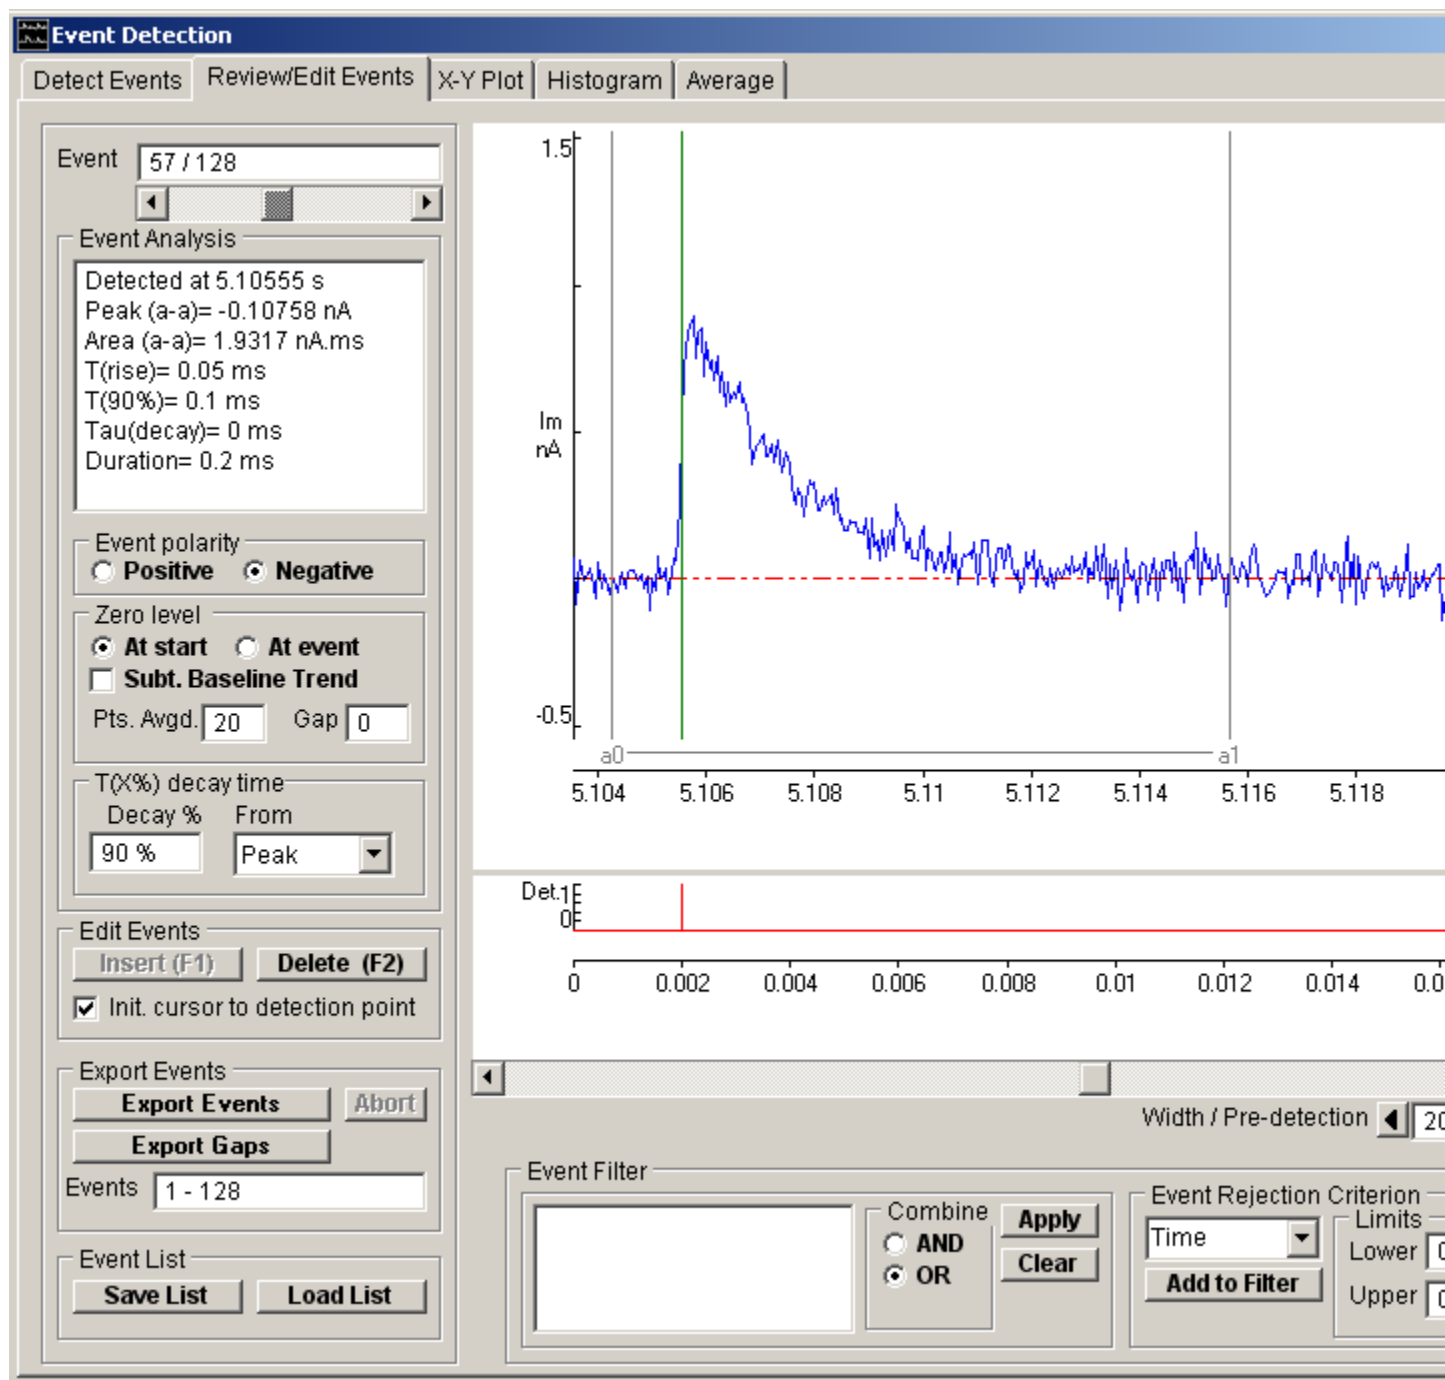 Event Detection
Detect Events Review/Edit Events X-Y Plot Histogram Average
Event 57 / 128
Event Analysis
Detected at 5.10555 s
Peak (a-a)= -0.10758 nA
Area (a-a)= 1.9317 nA.ms
T(rise)= 0.05 ms
T(90%)= 0.1 ms
Tau(decay)= 0 ms
Duration= 0.2 ms
Event polarity
Positive Negative
Zero level
At start At event
Subt. Baseline Trend
Pts. Avgd. 20 Gap 0
T(X%) decay time
Decay % From
90 % Peak
Edit Events
Insert (F1) Delete (F2)
Init. cursor to detection point
Export Events
Export Events Abort
Export Gaps
Events 1 - 128
Event List
Save List Load List
1.5
Im
nA
-0.5
a0 a1
5.104 5.106 5.108 5.11 5.112 5.114 5.116 5.118
Det.1
0
0 0.002 0.004 0.006 0.008 0.01 0.012 0.014 0.0
Width / Pre-detection 20
Event Filter
Combine
AND
OR
Apply
Clear
Event Rejection Criterion
Time
Add to Filter
Limits
Lower 0
Upper 0